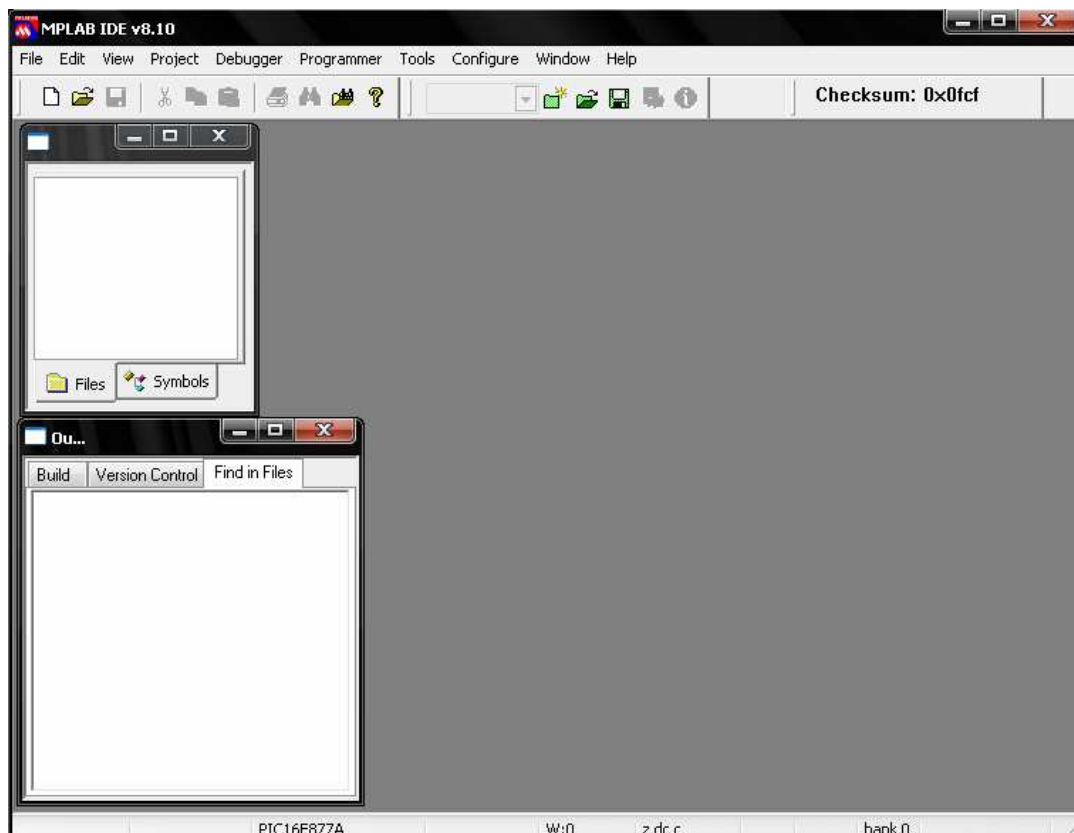 MPLAB IDE v8.10
File Edit View Project Debugger Programmer Tools Configure Window Help
Checksum: 0x0fcf
Files Symbols
Ou...
Build Version Control Find in Files
PIC16F877A W:0 z dc c bank 0